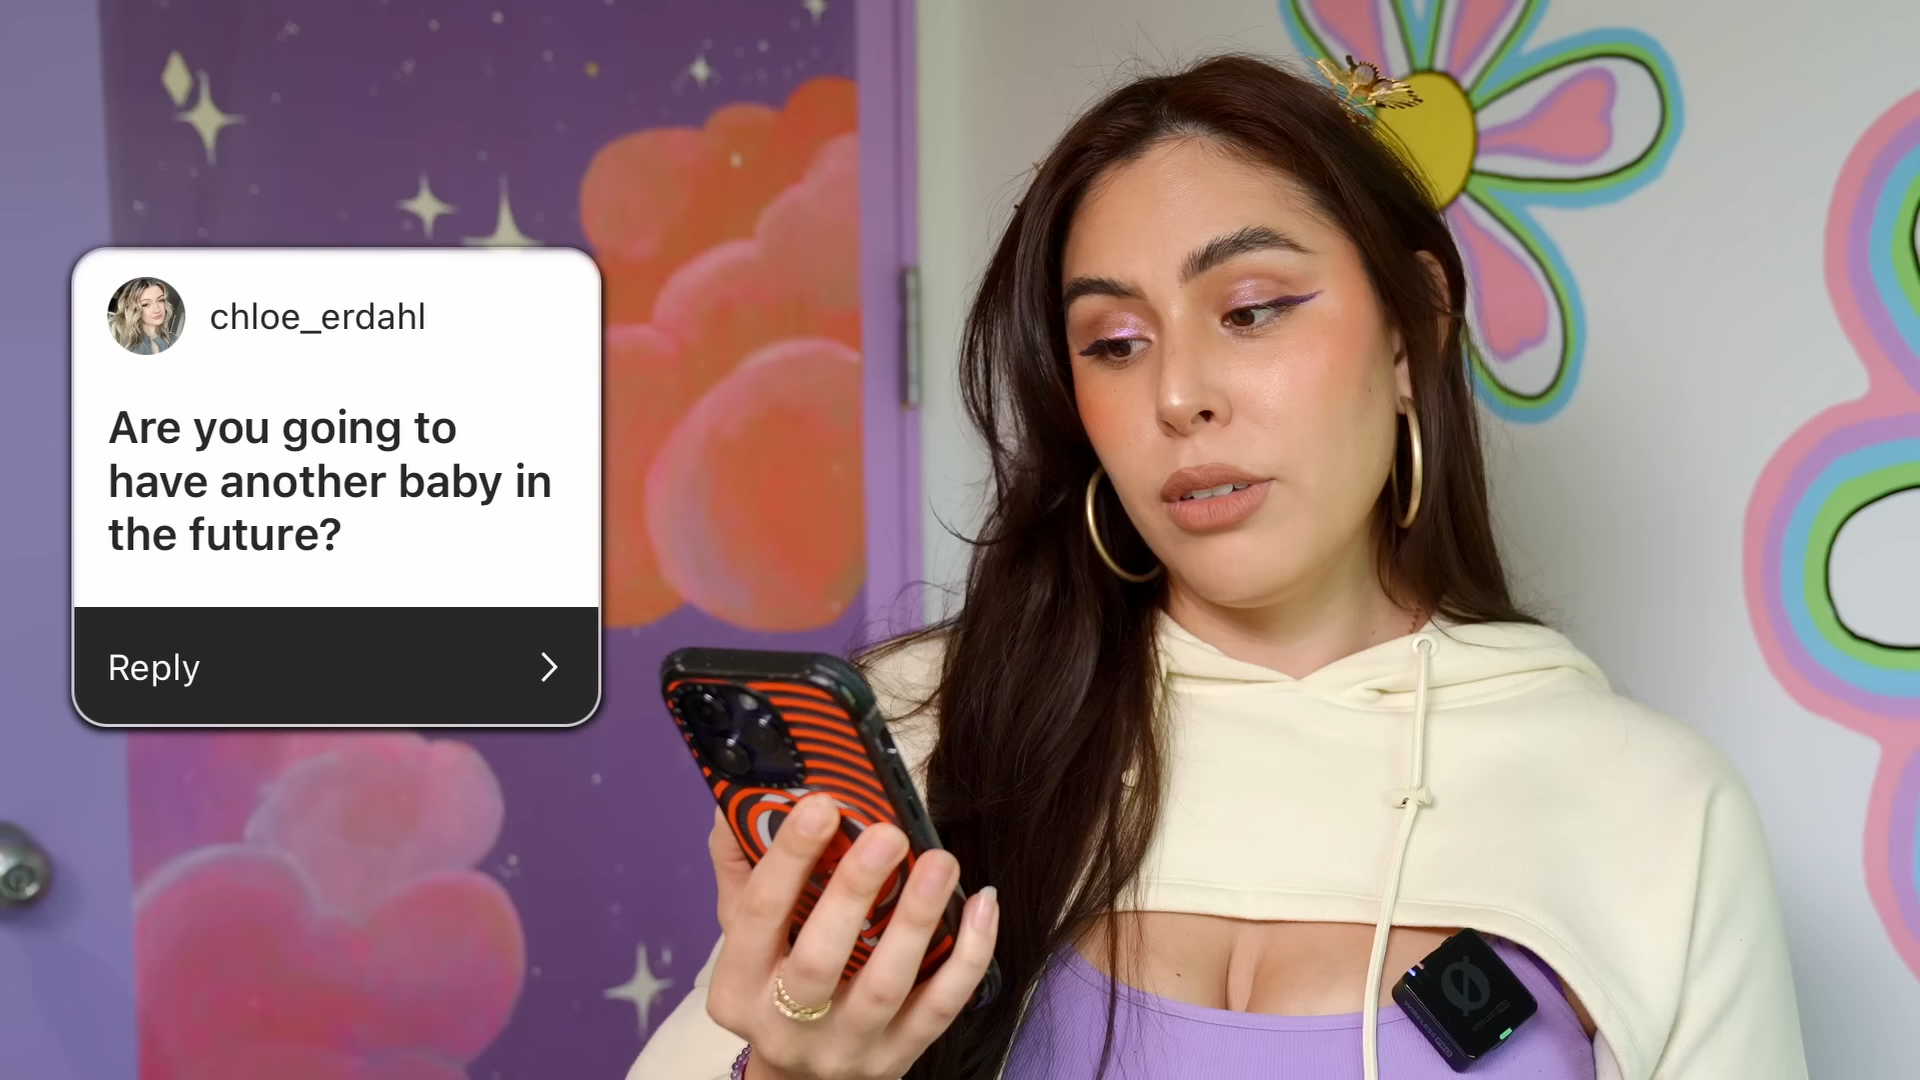 chloe_erdahl
Are you going to
have another baby in
the future?
Reply